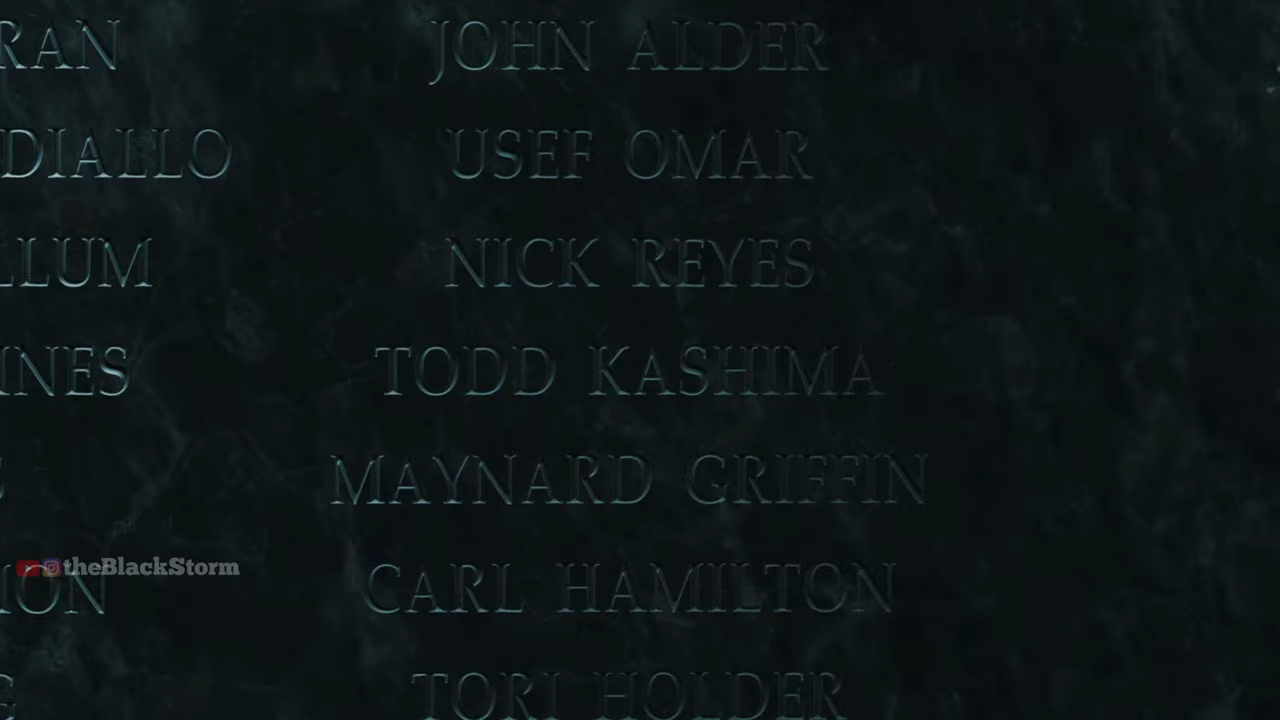 RAN JOHN ALDER
DIALLO 'USEF OMAR
LLUM NICK REYES
INES TODD KASHIMA
MAYNARD GRIFFIN
theBlackStorm
ION CARL HAMILTON
G TORI HOLDER